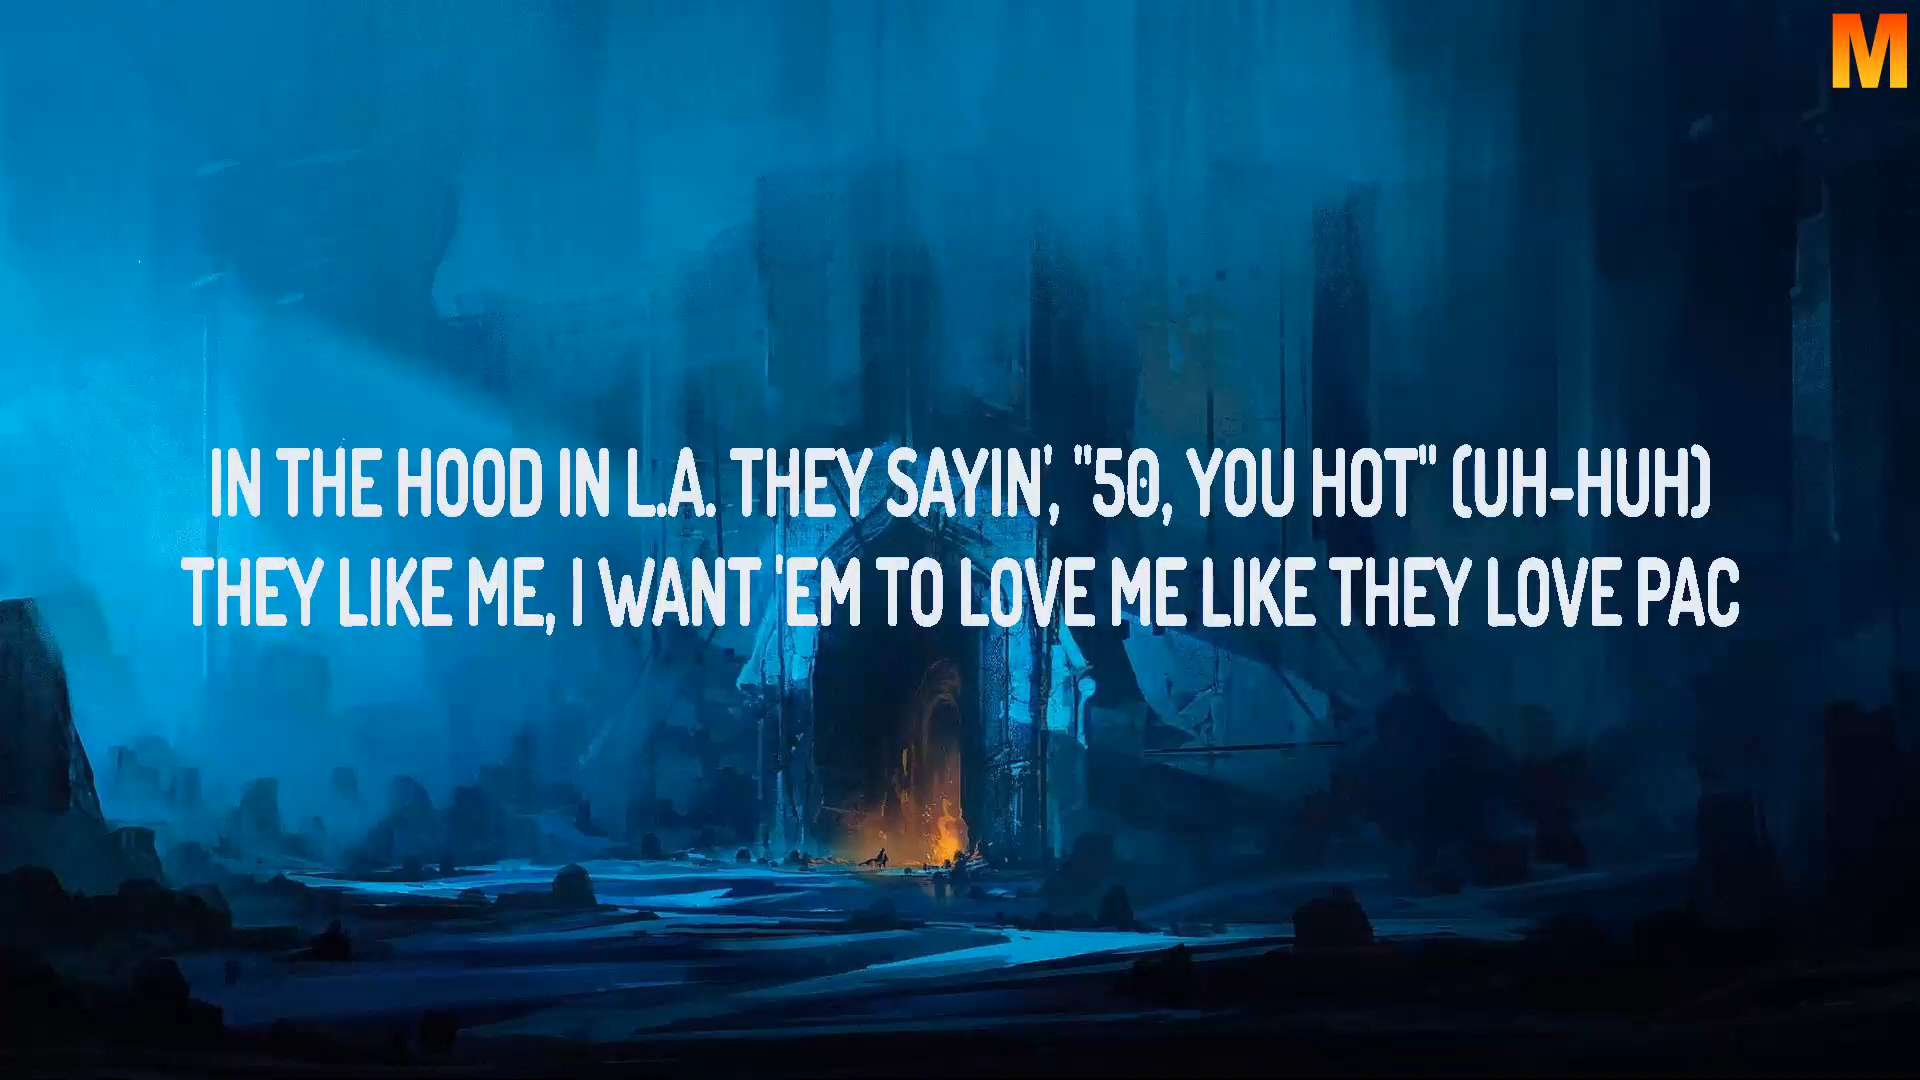 M
IN THE HOOD IN L.A. THEY SAYIN', "50, YOU HOT" (UH-HUH)
THEY LIKE ME, I WANT 'EM TO LOVE ME LIKE THEY LOVE PAC